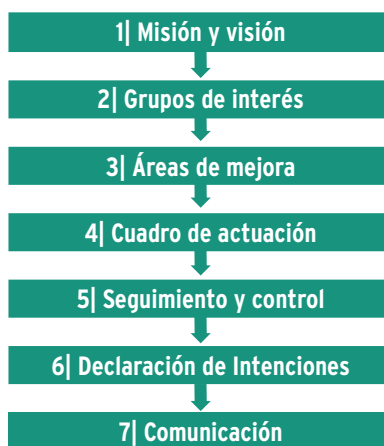 1| Misión y visión
2| Grupos de interés
3| Áreas de mejora
4| Cuadro de actuación
5| Seguimiento y control
6| Declaración de Intenciones
7| Comunicación